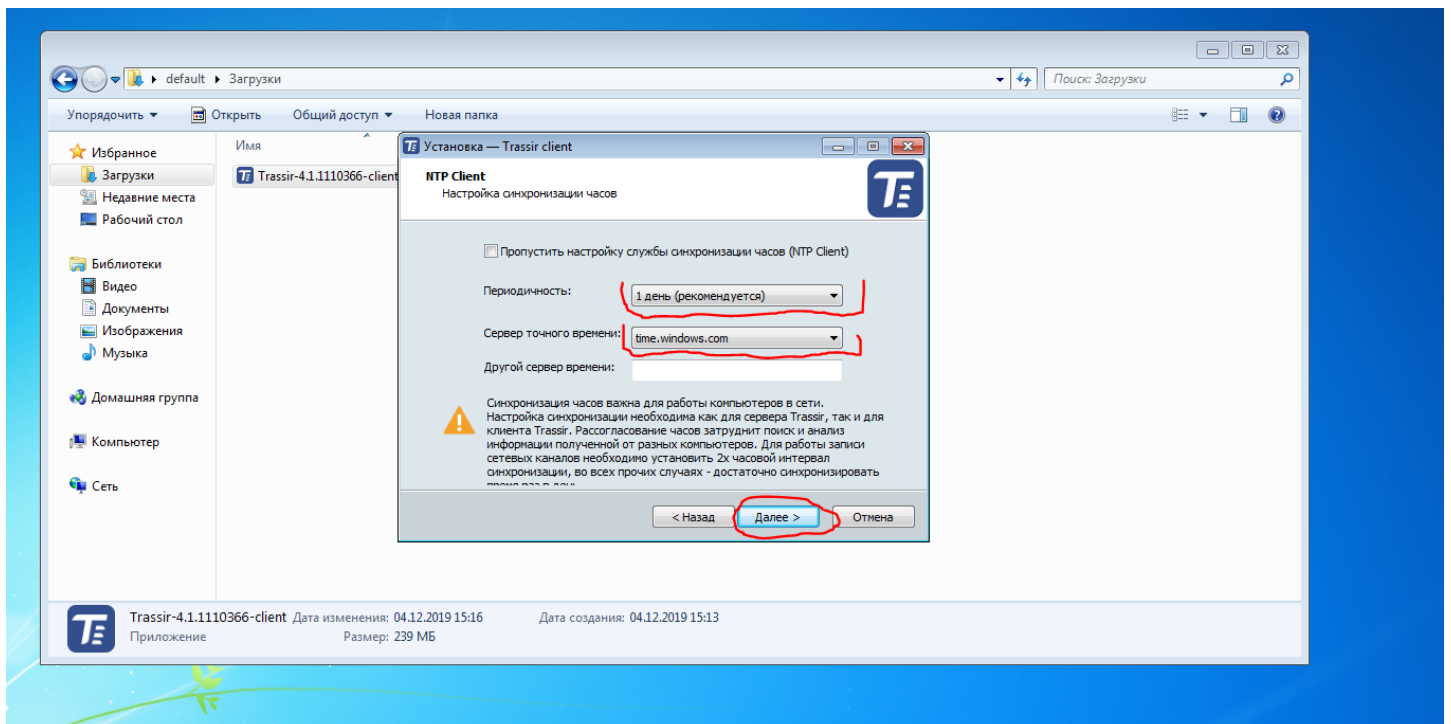 default ▸ Загрузки
Поиск: Загрузки
Упорядочить
Открыть
Общий доступ
Новая папка
Избранное
Загрузки
Недавние места
Рабочий стол
Библиотеки
Видео
Документы
Изображения
Музыка
Домашняя группа
Компьютер
Сеть
Имя
Trassir-4.1.1110366-client
Установка — Trassir client
NTP Client
Настройка синхронизации часов
Пропустить настройку службы синхронизации часов (NTP Client)
Периодичность:
1 день (рекомендуется)
Сервер точного времени:
time.windows.com
Другой сервер времени:
Синхронизация часов важна для работы компьютеров в сети.
Настройка синхронизации необходима как для сервера Trassir, так и для
клиента Trassir. Рассогласование часов затруднит поиск и анализ
информации полученной от разных компьютеров. Для работы записи
сетевых каналов необходимо установить 2х часовой интервал
синхронизации, во всех прочих случаях - достаточно синхронизировать
< Назад
Далее >
Отмена
Trassir-4.1.1110366-client Дата изменения: 04.12.2019 15:16 Дата создания: 04.12.2019 15:13
Приложение Размер: 239 МБ